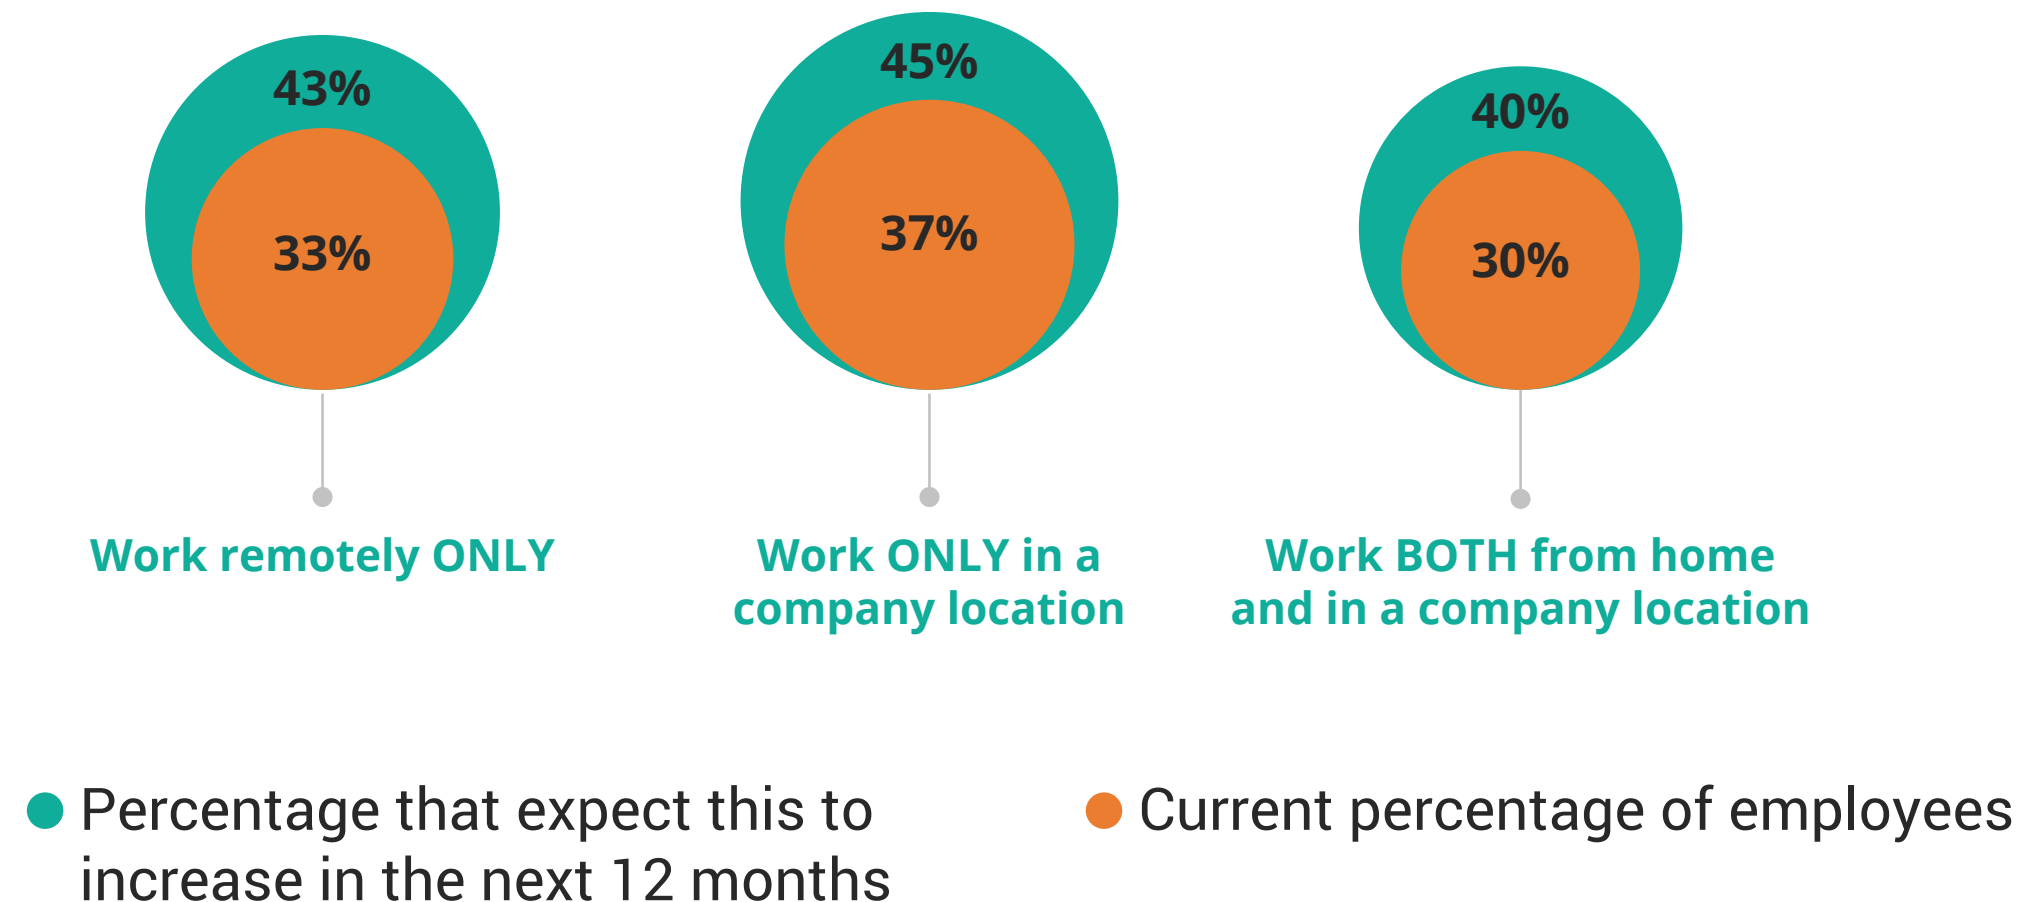 43%
33%
45%
37%
40%
30%
Work remotely ONLY
Work ONLY in a
company location
Work BOTH from home
and in a company location
Percentage that expect this to
increase in the next 12 months
Current percentage of employees